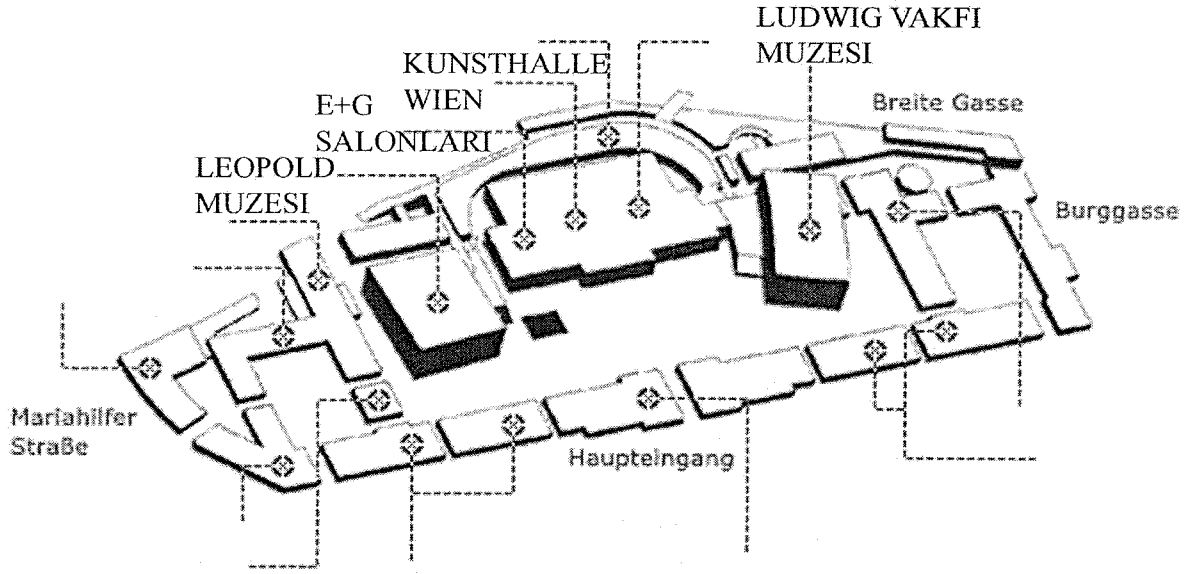 LUDWIG VAKFI
MUZESI
KUNSTHALLE
WIEN
E+G
SALONLARI
LEOPOLD
MUZESI
Breite Gasse
Burggasse
Mariahilfer
Straße
Haupteingang